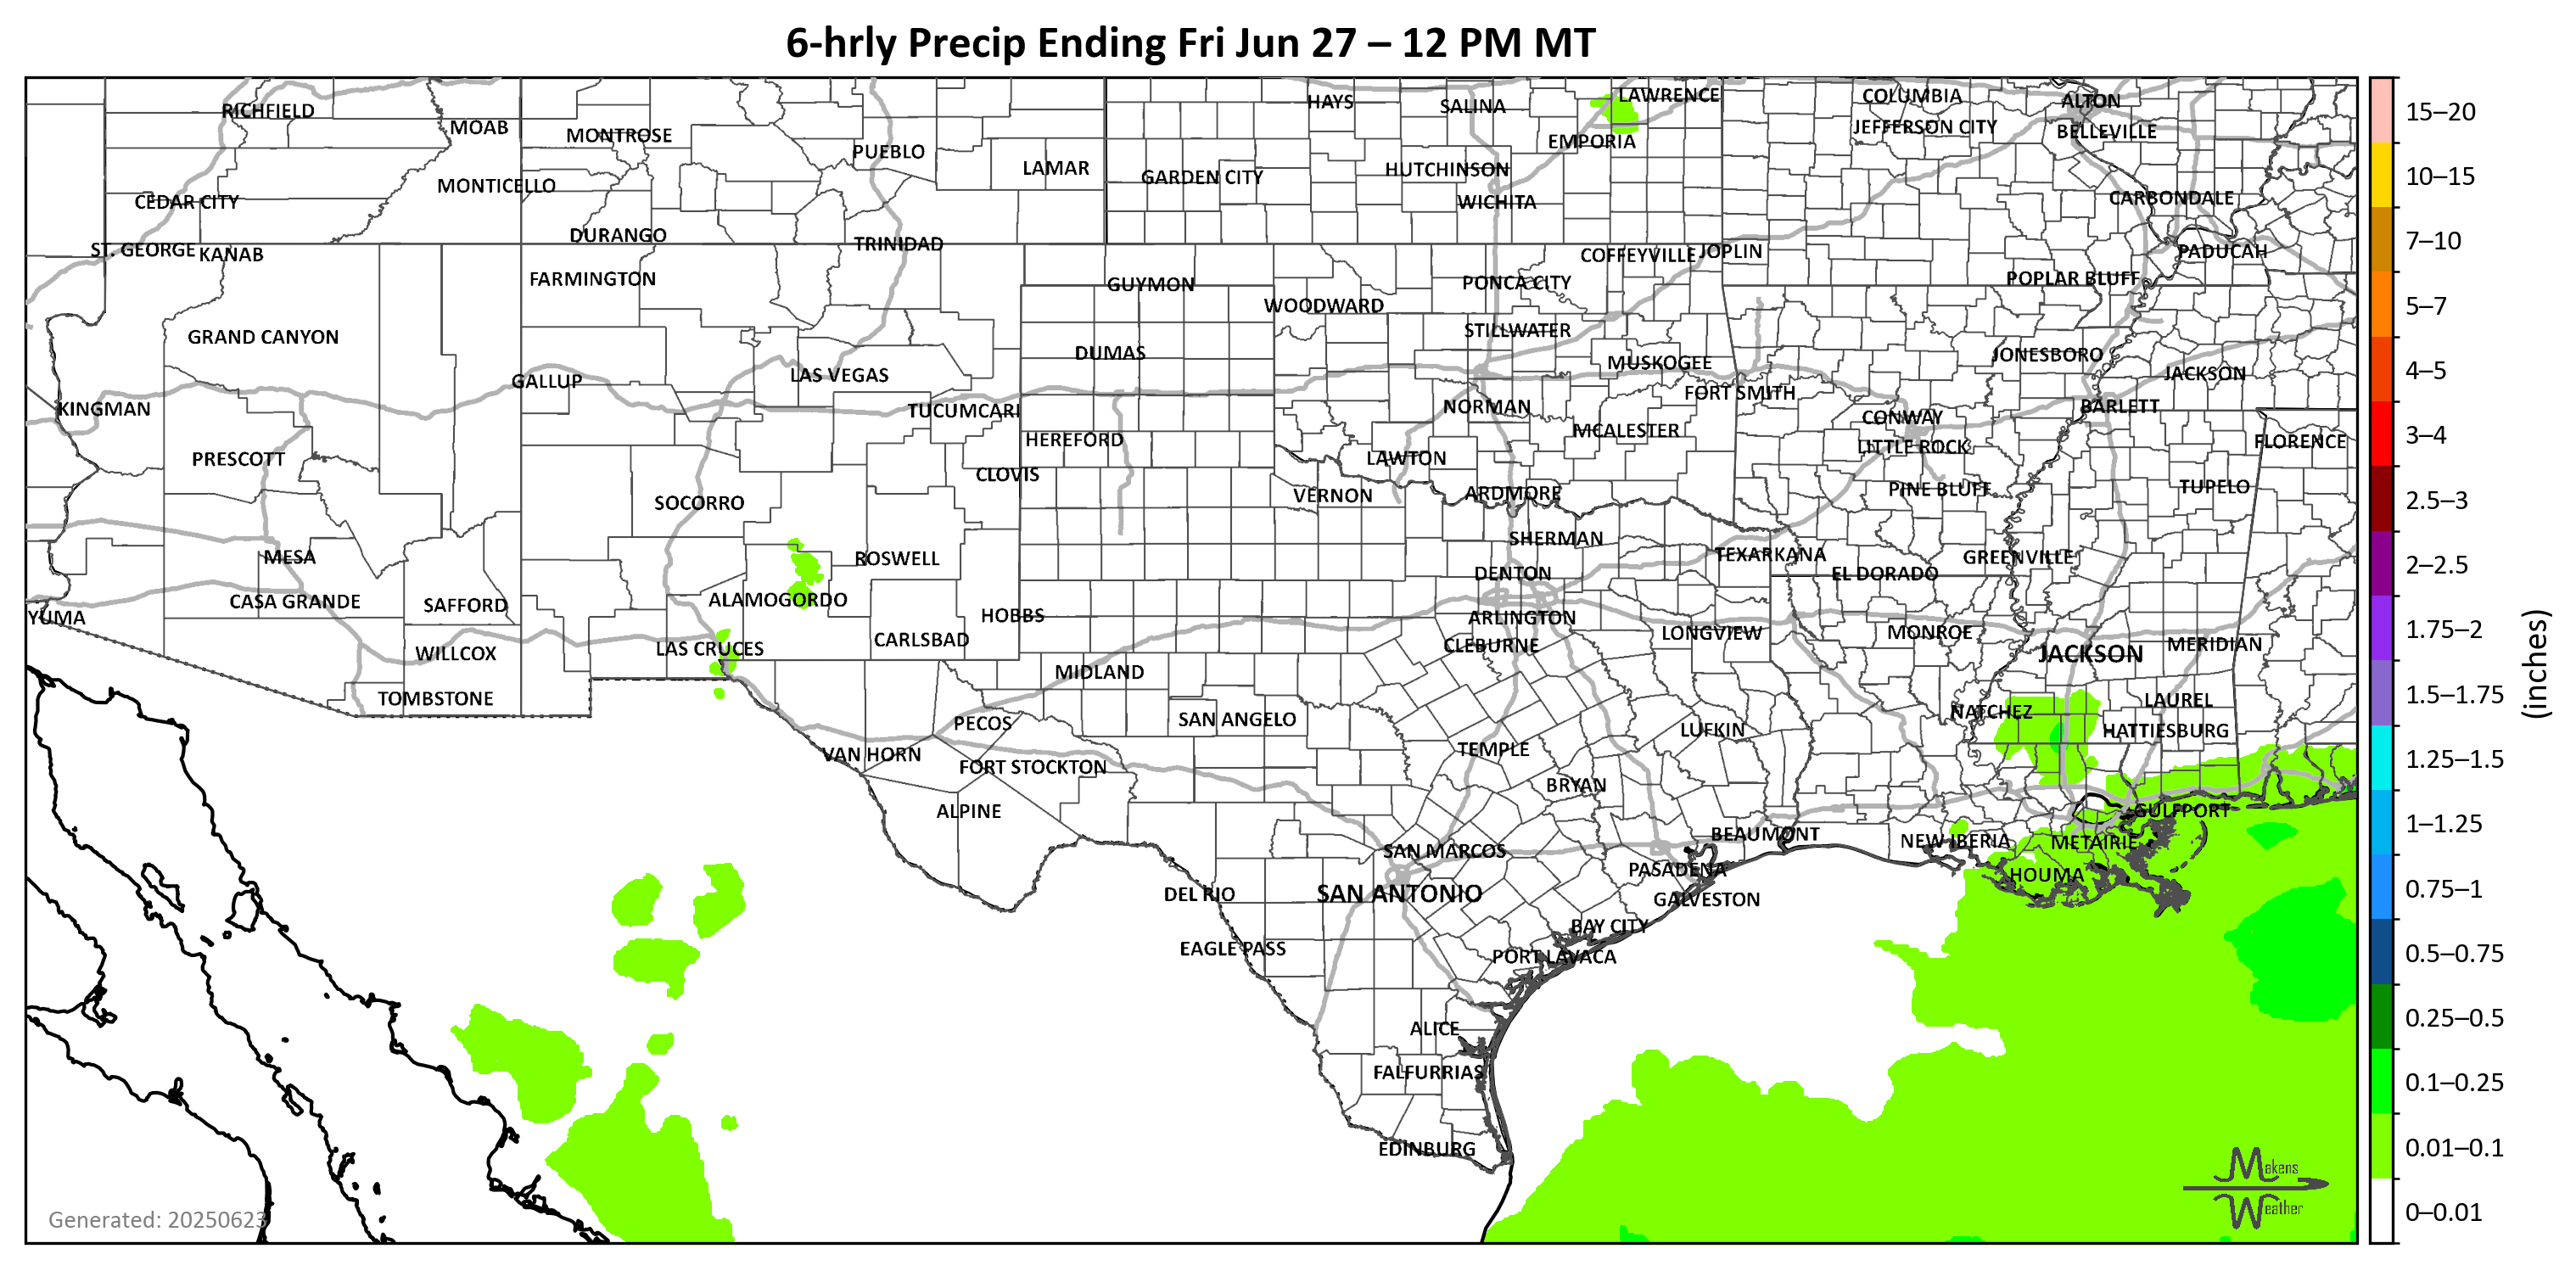 6-hrly Precip Ending Fri Jun 27 – 12 PM MT
RICHFIELD
MOAB
MONTROSE
PUEBLO
LAMAR
HAYS
SALINA
LAWRENCE
COLUMBIA
ALTON
JEFFERSON CITY
BELLEVILLE
EMPORIA
HUTCHINSON
GARDEN CITY
MONTICELLO
CEDAR CITY
WICHITA
CARBONDALE
DURANGO
TRINIDAD
ST. GEORGE
KANAB
COFFEYVILLE
JOPLIN
PADUCAH
FARMINGTON
GUYMON
PONCA CITY
POPLAR BLUFF
WOODWARD
GRAND CANYON
STILLWATER
DUMAS
JONESBORO
MUSKOGEE
JACKSON
GALLUP
LAS VEGAS
FORT SMITH
KINGMAN
TUCUMCARI
NORMAN
BARLETT
CONWAY
HEREFORD
MCALESTER
LITTLE ROCK
FLORENCE
PRESCOTT
LAWTON
CLOVIS
SOCORRO
VERNON
ARDMORE
PINE BLUFF
TUPELO
SHERMAN
MESA
ROSWELL
TEXARKANA
GREENVILLE
DENTON
EL DORADO
CASA GRANDE
SAFFORD
ALAMOGORDO
HOBBS
YUMA
ARLINGTON
CARLSBAD
LONGVIEW
MONROE
LAS CRUCES
CLEBURNE
MERIDIAN
WILLCOX
JACKSON
MIDLAND
TOMBSTONE
LAUREL
NATCHEZ
PECOS
SAN ANGELO
LUFKIN
HATTIESBURG
VAN HORN
TEMPLE
FORT STOCKTON
BRYAN
ALPINE
GULFPORT
BEAUMONT
NEW IBERIA
METAIRIE
SAN MARCOS
PASADENA
HOUMA
DEL RIO
SAN ANTONIO
GALVESTON
BAY CITY
EAGLE PASS
PORT LAVACA
ALICE
FALFURRIAS
EDINBURG
Generated: 20250623
Makens
Weather
15–20
10–15
7–10
5–7
4–5
3–4
2.5–3
2–2.5
1.75–2
1.5–1.75
1.25–1.5
1–1.25
0.75–1
0.5–0.75
0.25–0.5
0.1–0.25
0.01–0.1
0–0.01
(inches)